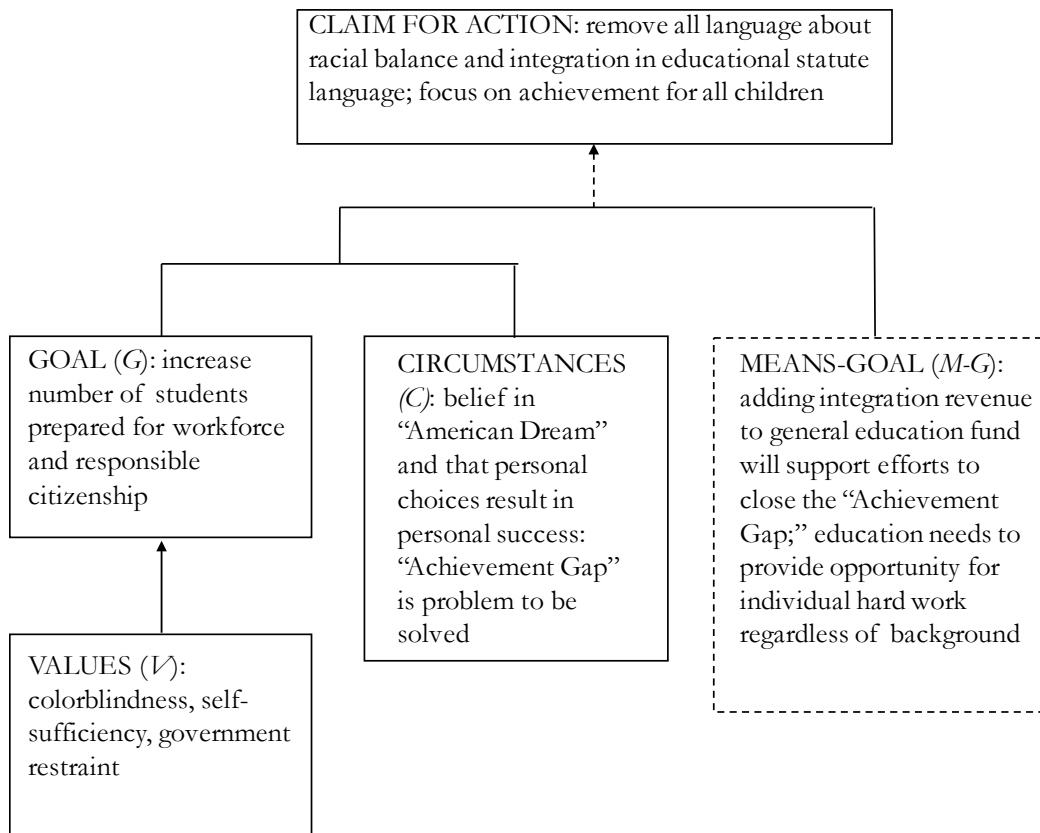 CLAIM FOR ACTION: remove all language about
racial balance and integration in educational statute
language; focus on achievement for all children
GOAL (G): increase
number of students
prepared for workforce
and responsible
citizenship
CIRCUMSTANCES
(C): belief in
“American Dream”
and that personal
choices result in
personal success:
“Achievement Gap”
is problem to be
solved
MEANS-GOAL (M-G):
adding integration revenue
to general education fund
will support efforts to
close the “Achievement
Gap;” education needs to
provide opportunity for
individual hard work
regardless of background
VALUES (V):
colorblindness, self-
sufficiency, government
restraint